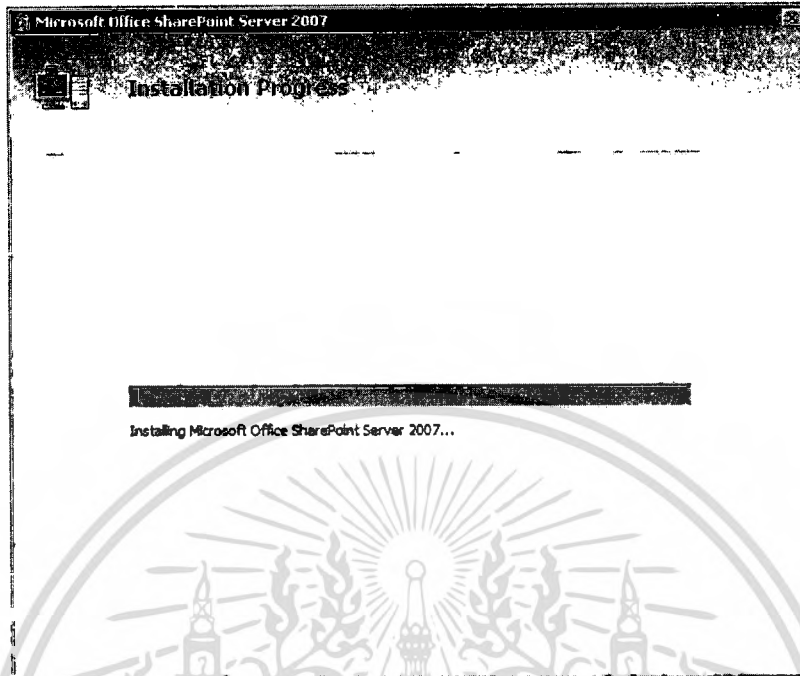 Microsoft Office SharePoint Server 2007
Installation Progress
Installing Microsoft Office SharePoint Server 2007...